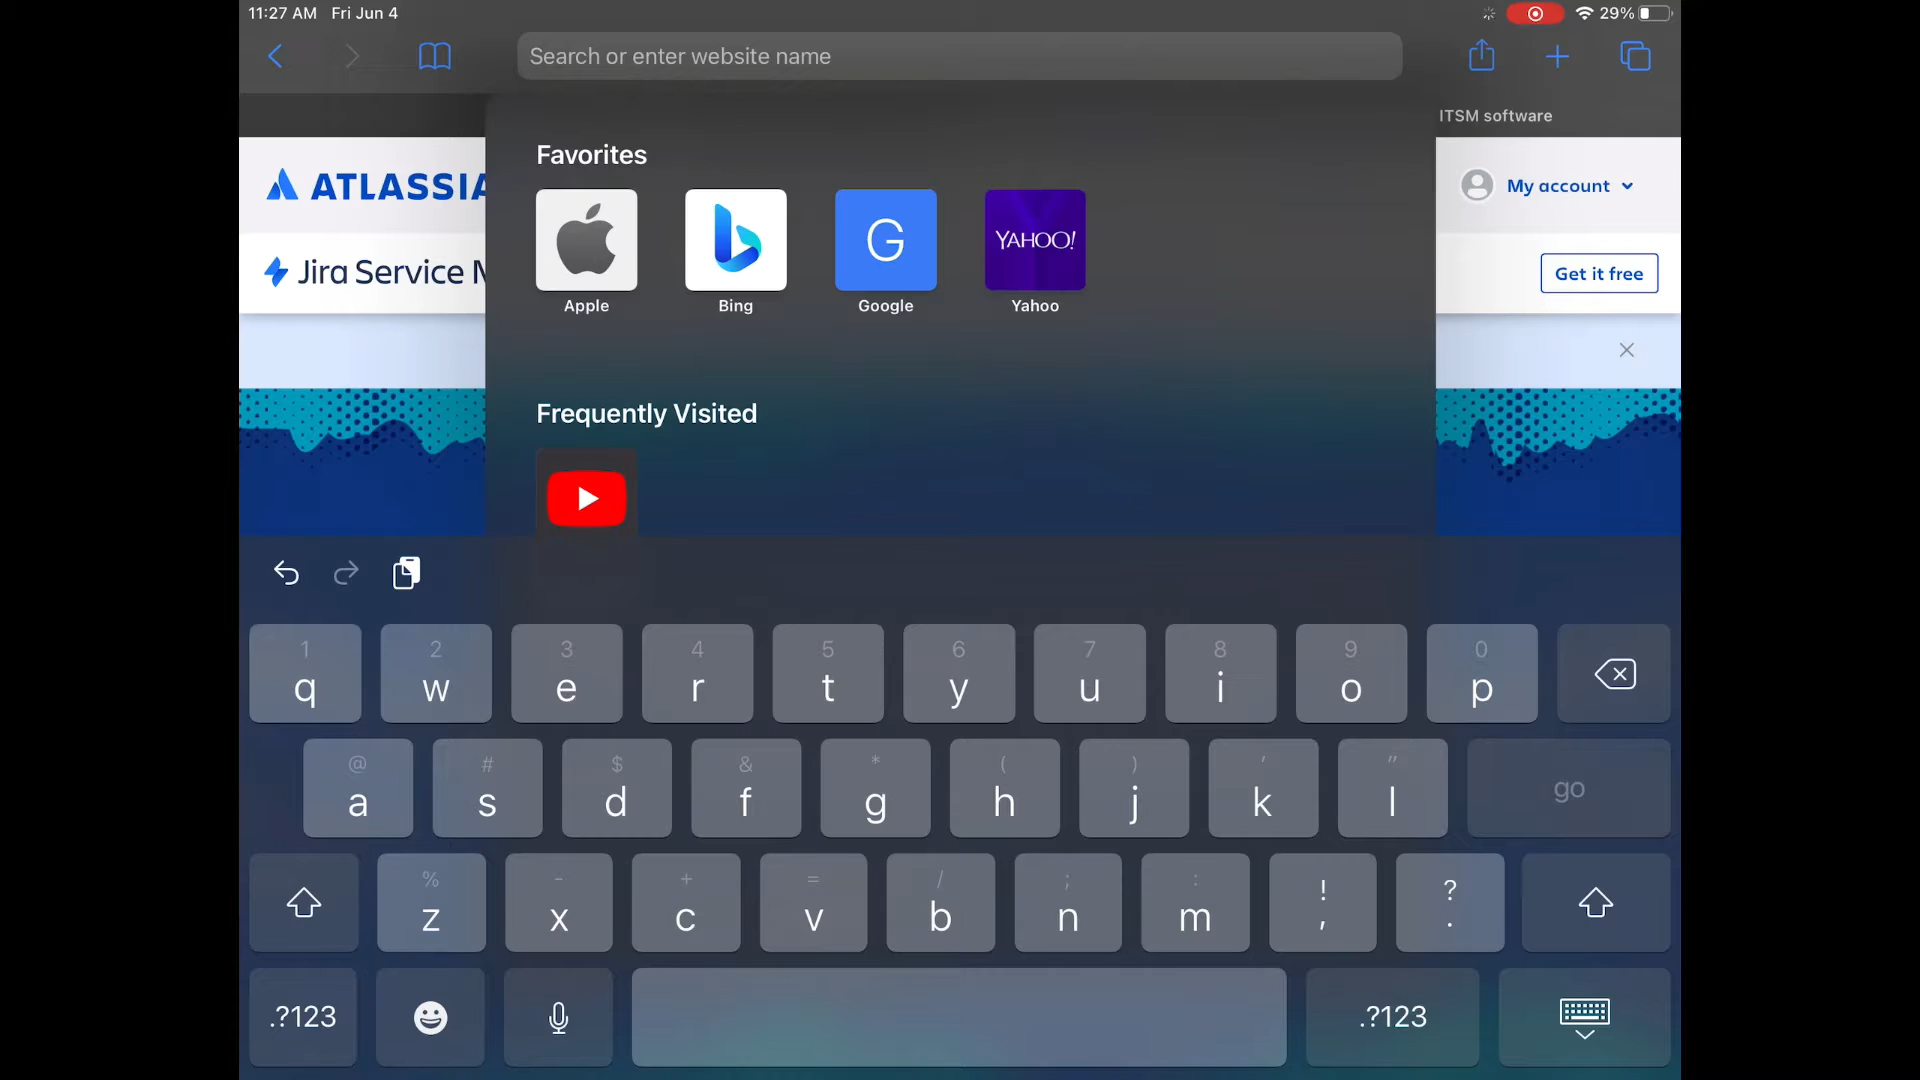 11:27 AM Fri Jun 4
29%
Search or enter website name
ITSM software
Favorites
ATLASSIA
My account
Jira Service M
Get it free
YAHOO!
G
Apple Bing Google Yahoo
Frequently Visited
1 2 3 4 5 6 7 8 9 0
q w e r t y u i o p
@ # $ & * ( ) ' "
a s d f g h j k l go
% - + = / ; : ! ?
z x c v b n m , .
.?123 .?123